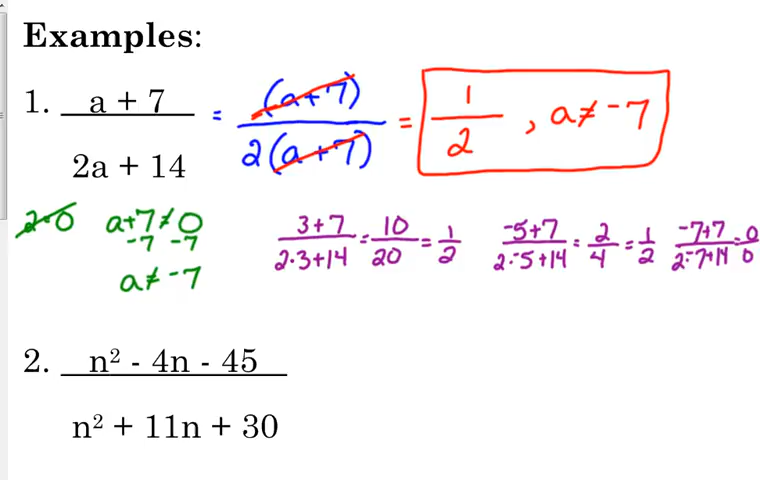 Examples:
1. a + 7 / 2a + 14 = (a+7) / 2(a+7) = 1/2 , a ≠ -7
2=0 a+7 ≠ 0
-7 -7
a ≠ -7
3+7 / 2·3+14 = 10/20 = 1/2
-5+7 / 2·-5+14 = 2/4 = 1/2
-7+7 / 2·-7+14 = 0/0
2. n² - 4n - 45
n² + 11n + 30